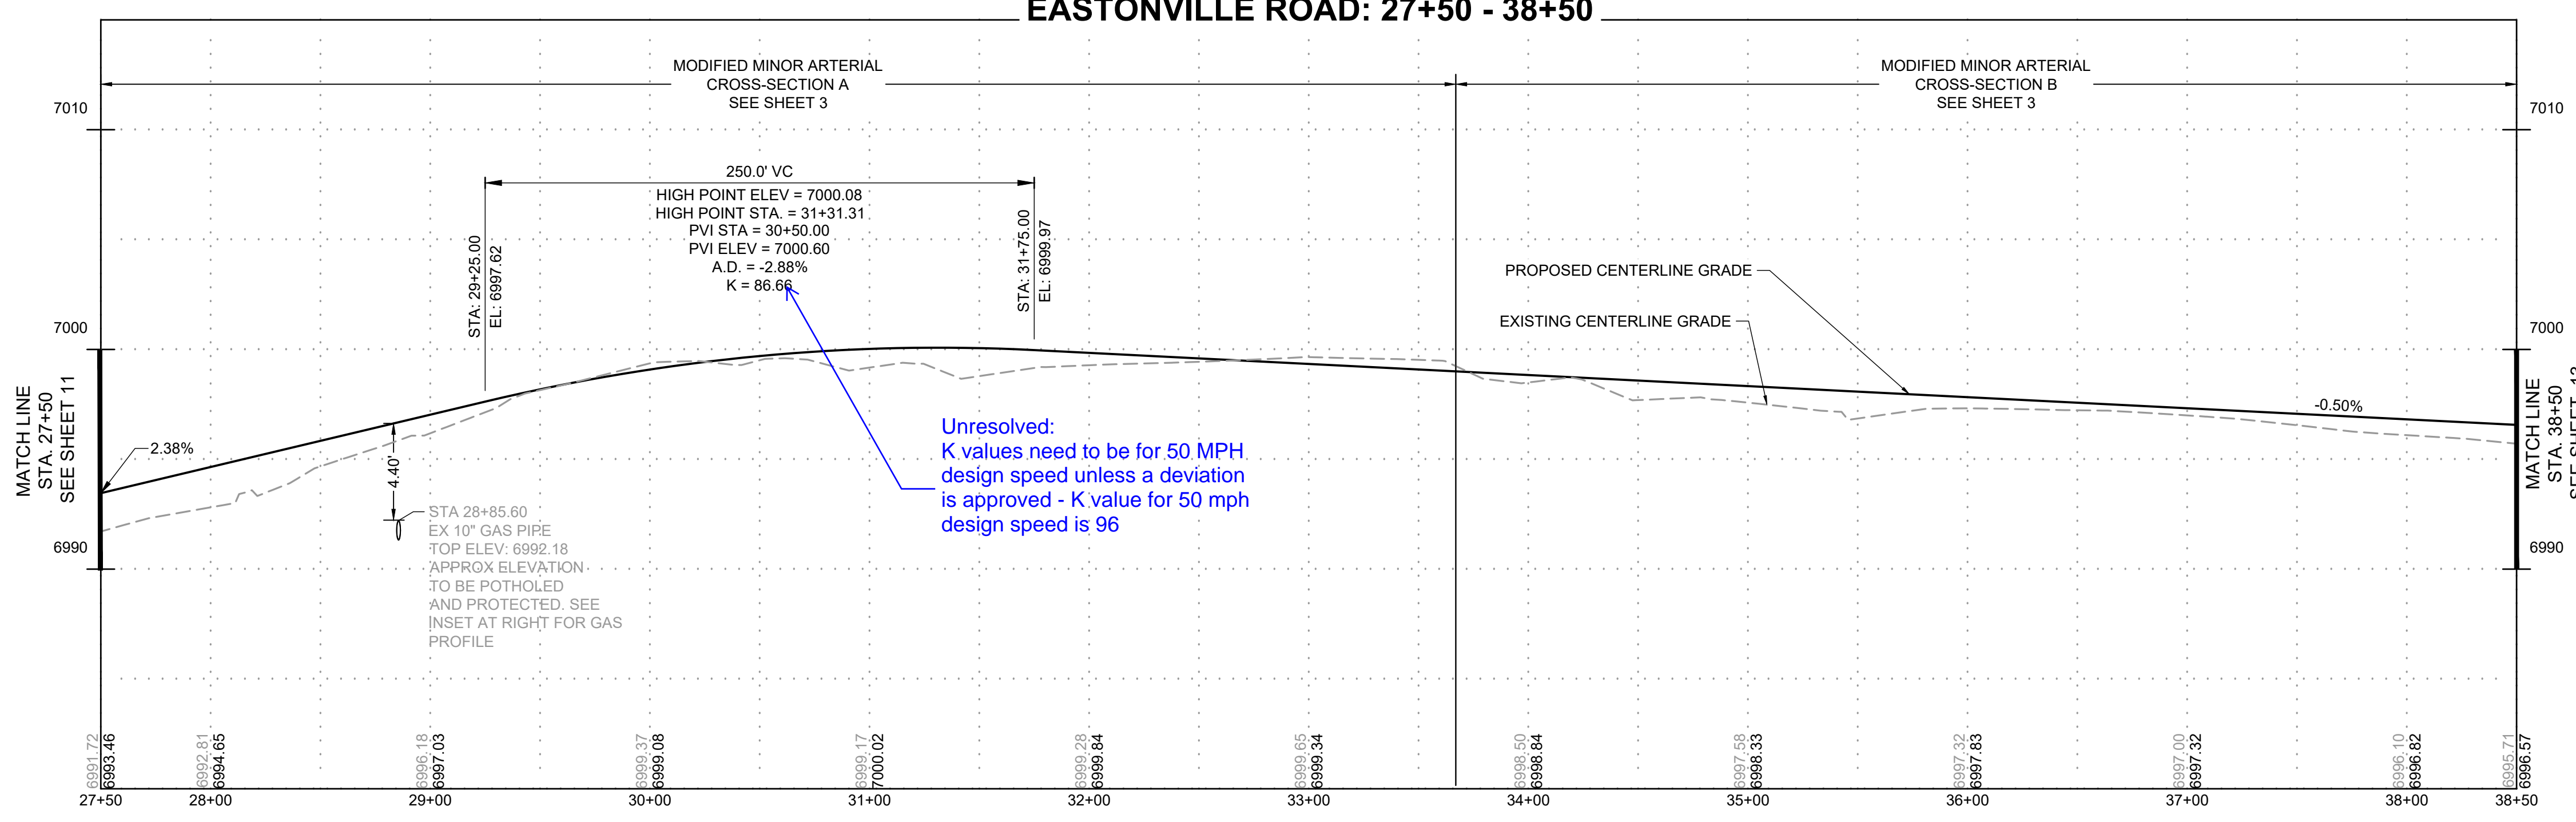 EASTONVILLE ROAD: 27+50 - 38+50
MODIFIED MINOR ARTERIAL
CROSS-SECTION A
SEE SHEET 3
MODIFIED MINOR ARTERIAL
CROSS-SECTION B
SEE SHEET 3
7010
7010
250.0' VC
HIGH POINT ELEV = 7000.08
HIGH POINT STA. = 31+31.31
PVI STA = 30+50.00
PVI ELEV = 7000.60
A.D. = -2.88%
K = 86.66
STA: 29+25.00
EL: 6997.62
STA: 31+75.00
EL: 6999.97
PROPOSED CENTERLINE GRADE
EXISTING CENTERLINE GRADE
7000
7000
MATCH LINE
STA. 27+50
SEE SHEET 11
2.38%
4.40'
-0.50%
MATCH LINE
STA. 38+50
SEE SHEET 13
Unresolved:
K values need to be for 50 MPH
design speed unless a deviation
is approved - K value for 50 mph
design speed is 96
STA 28+85.60
EX 10" GAS PIPE
TOP ELEV: 6992.18
APPROX ELEVATION
TO BE POTHOLED
AND PROTECTED. SEE
INSET AT RIGHT FOR GAS
PROFILE
6990
6990
6991.72
6993.46
6992.81
6994.65
6996.18
6997.03
6999.37
6999.08
6999.17
7000.02
6999.28
6999.84
6999.65
6999.34
6998.50
6998.84
6997.58
6998.33
6997.32
6997.83
6997.00
6997.32
6996.10
6996.82
6995.71
6996.57
27+50
28+00
29+00
30+00
31+00
32+00
33+00
34+00
35+00
36+00
37+00
38+00
38+50